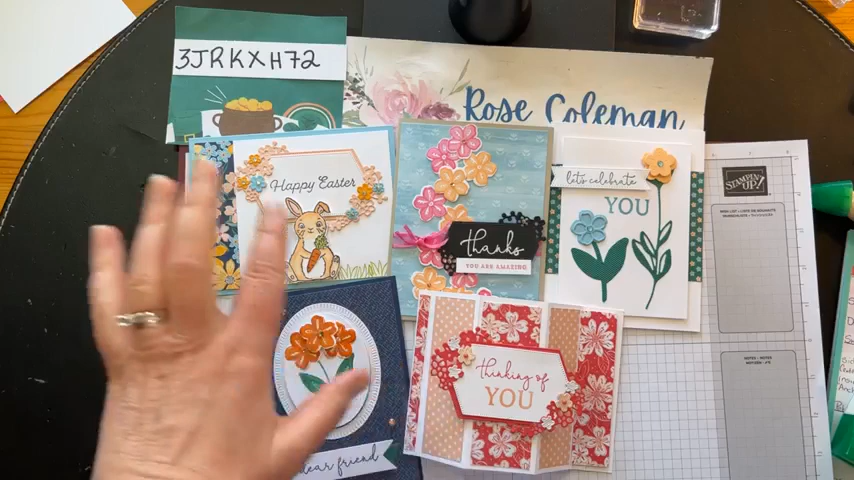 3JRKXH72
Rose Coleman
Happy Easter
thanks
YOU ARE AMAZING
let's celebrate
YOU
STAMPIN' UP!
thinking of
YOU
dear friend